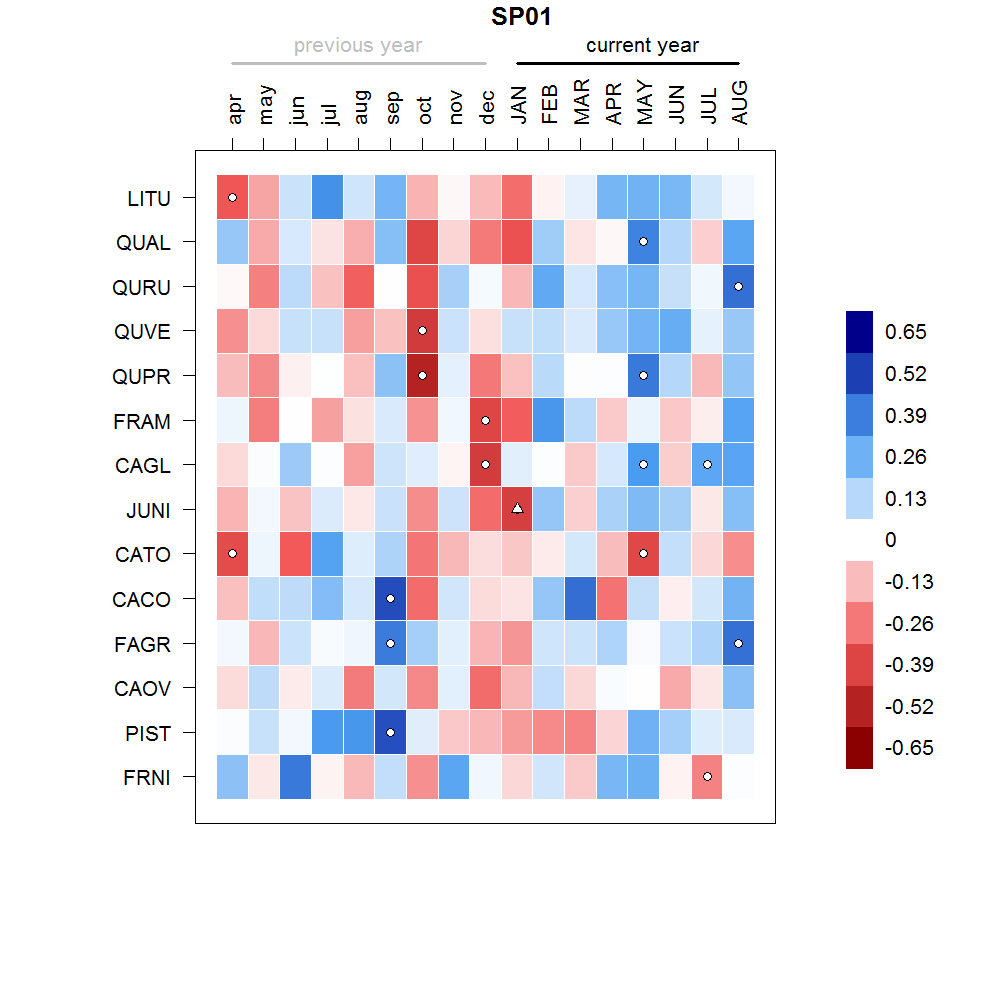 SP01
previous year current year
apr may jun jul aug sep oct nov dec JAN FEB MAR APR MAY JUN JUL AUG
LITU
QUAL
QURU
QUVE
QUPR
FRAM
CAGL
JUNI
CATO
CACO
FAGR
CAOV
PIST
FRNI
0.65
0.52
0.39
0.26
0.13
0
-0.13
-0.26
-0.39
-0.52
-0.65